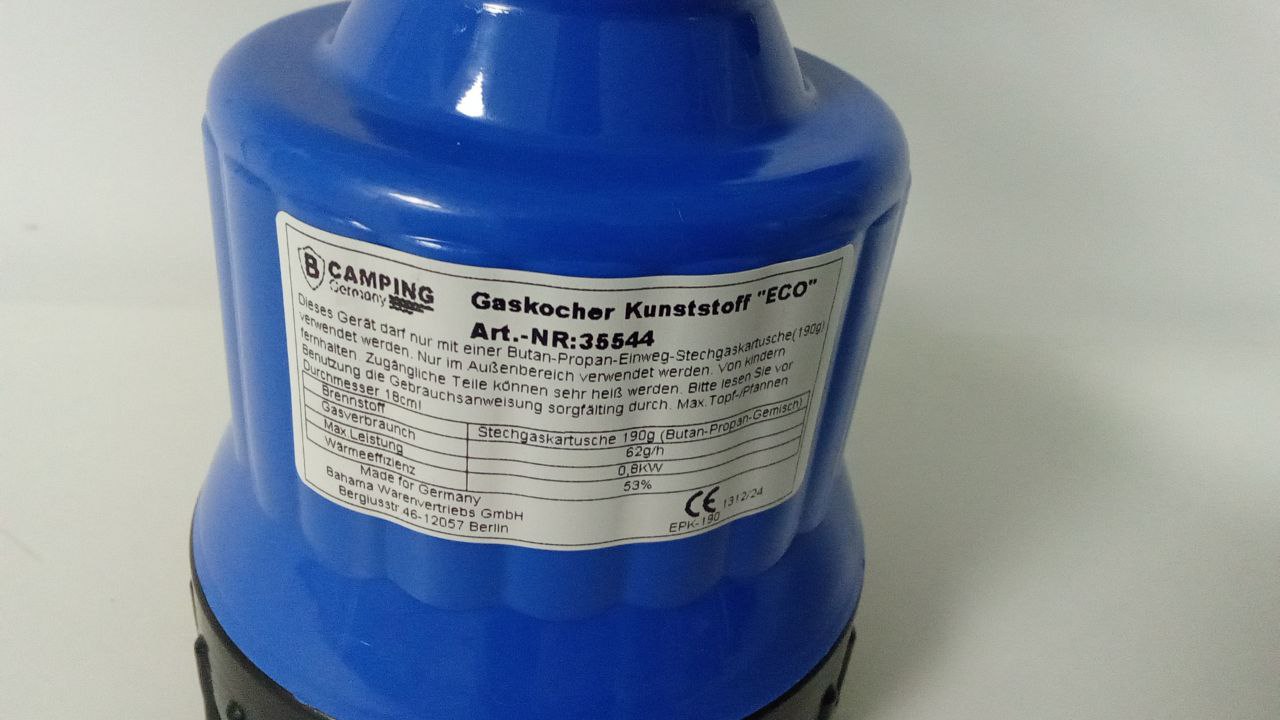 B CAMPING
Germany
Gaskocher Kunststoff "ECO"
Art.-NR:35544
Dieses Gerät darf nur mit einer Butan-Propan-Einweg-Stechgaskartusche(190g)
verwendet werden. Nur im Außenbereich verwendet werden. Von kindern
fernhalten. Zugängliche Teile können sehr heiß werden. Bitte lesen Sie vor
Benutzung die Gebrauchsanweisung sorgfälting durch. Max.Topf-/Pfannen
Durchmesser 18cm!
Brennstoff Stechgaskartusche 190g (Butan-Propan-Gemisch)
Gasverbraunch 62g/h
Max.Leistung 0,8KW
Wärmeeffizienz 53%
Made for Germany
Bahama Warenvertriebs GmbH
Bergiusstr 46-12057 Berlin
CE 1312/24
EPK-190